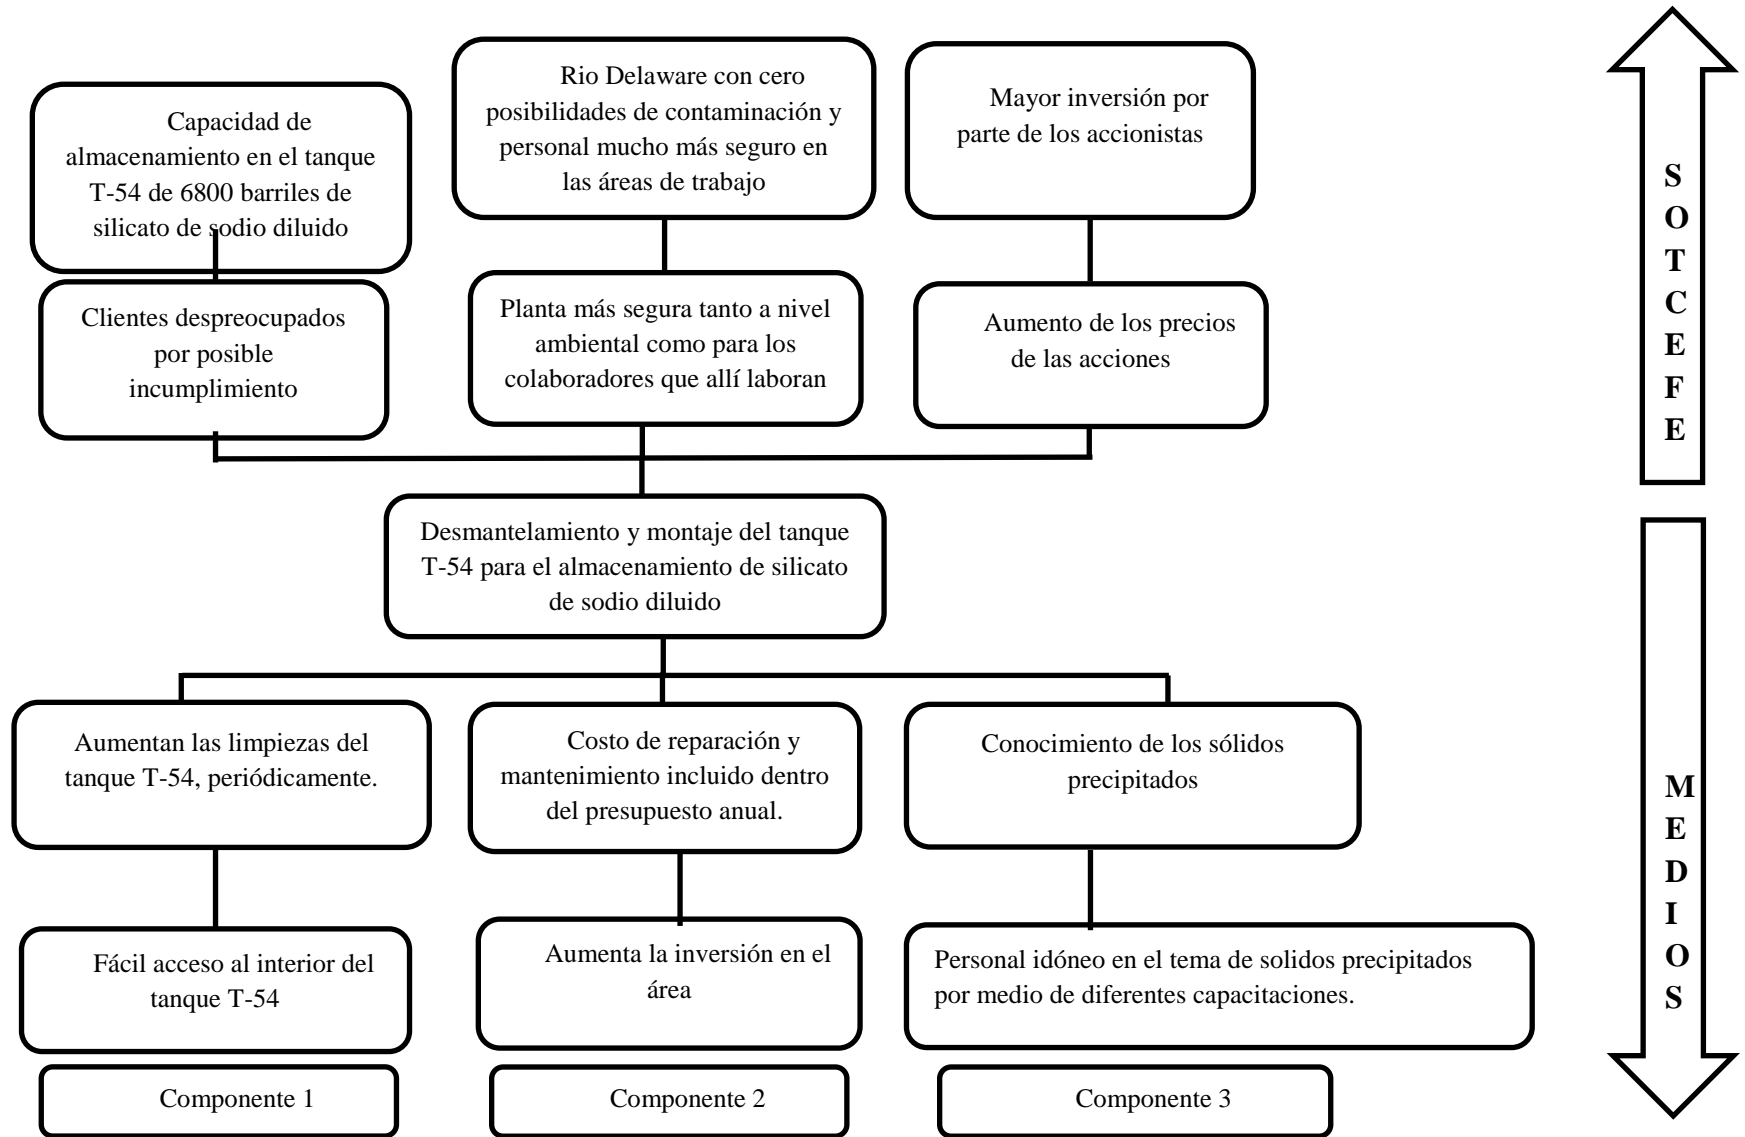 Capacidad de
almacenamiento en el tanque
T-54 de 6800 barriles de
silicato de sodio diluido
Rio Delaware con cero
posibilidades de contaminación y
personal mucho más seguro en
las áreas de trabajo
Mayor inversión por
parte de los accionistas
Clientes despreocupados
por posible
incumplimiento
Planta más segura tanto a nivel
ambiental como para los
colaboradores que allí laboran
Aumento de los precios
de las acciones
S
O
T
C
E
F
E
Desmantelamiento y montaje del tanque
T-54 para el almacenamiento de silicato
de sodio diluido
Aumentan las limpiezas del
tanque T-54, periódicamente.
Costo de reparación y
mantenimiento incluido dentro
del presupuesto anual.
Conocimiento de los sólidos
precipitados
Fácil acceso al interior del
tanque T-54
Aumenta la inversión en el
área
Personal idóneo en el tema de solidos precipitados
por medio de diferentes capacitaciones.
M
E
D
I
O
S
Componente 1
Componente 2
Componente 3